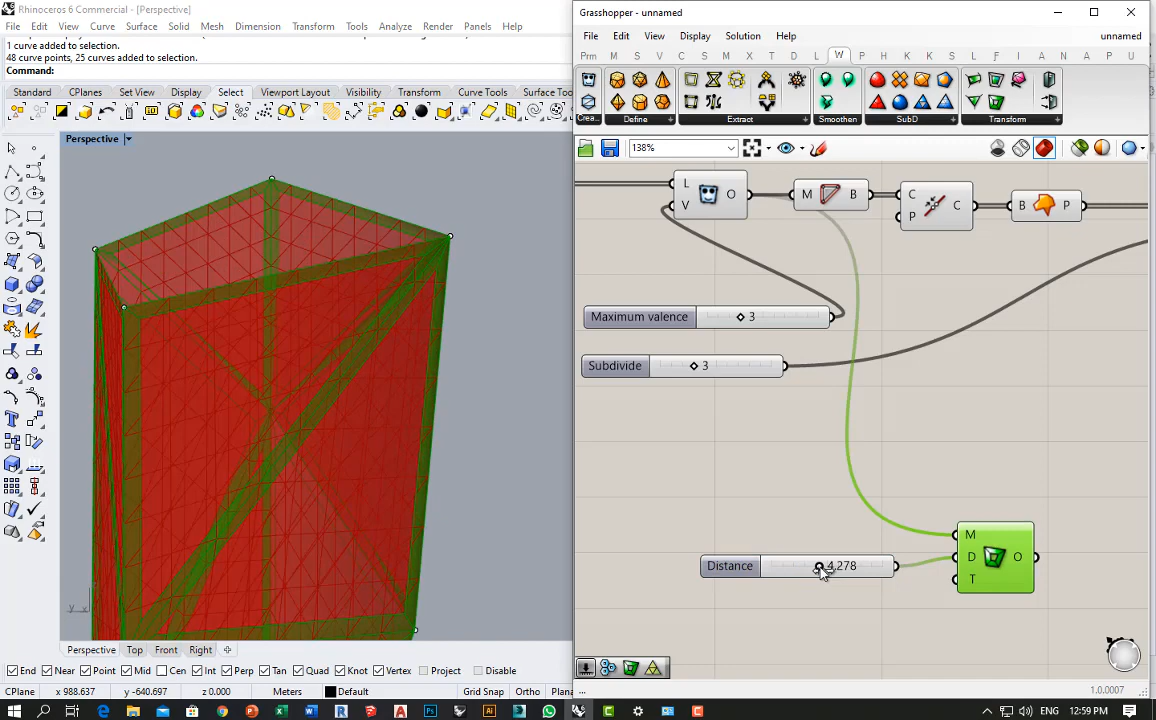 Rhinoceros 6 Commercial - [Perspective]
File Edit View Curve Surface Solid Mesh Dimension Transform Tools Analyze Render Panels Help
1 curve added to selection.
48 curve points, 25 curves added to selection.
Command:
Standard CPlanes Set View Display Select Viewport Layout Visibility Transform Curve Tools Surface Too
Perspective
y x
Perspective Top Front Right
End Near Point Mid Cen Int Perp Tan Quad Knot Vertex Project Disable
CPlane x 988.637 y -640.697 z 0.000 Meters Default Grid Snap Ortho Plana
Grasshopper - unnamed
File Edit View Display Solution Help unnamed
Prm M S V C S M I T D L W P H K S L F I A U
Crea... Define Extract Smoothen SubD Transform
138%
L V O
M B
C P C
B P
Maximum valence 3
Subdivide 3
M D T O
Distance 4.278
...
1.0.0007
12:59 PM